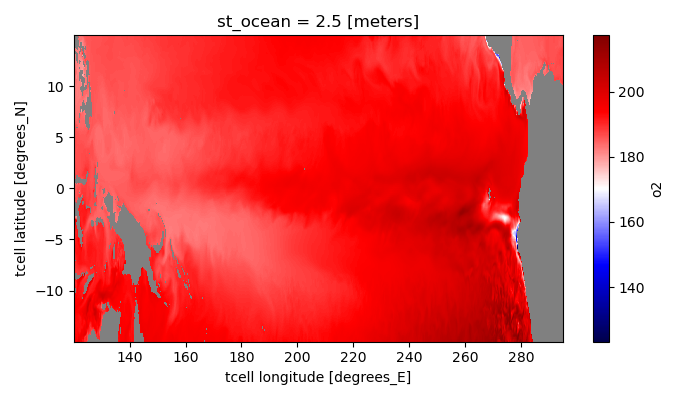 st_ocean = 2.5 [meters]
10
5
0
−5
−10
tcell latitude [degrees_N]
140 160 180 200 220 240 260 280
tcell longitude [degrees_E]
200
180
160
140
o2